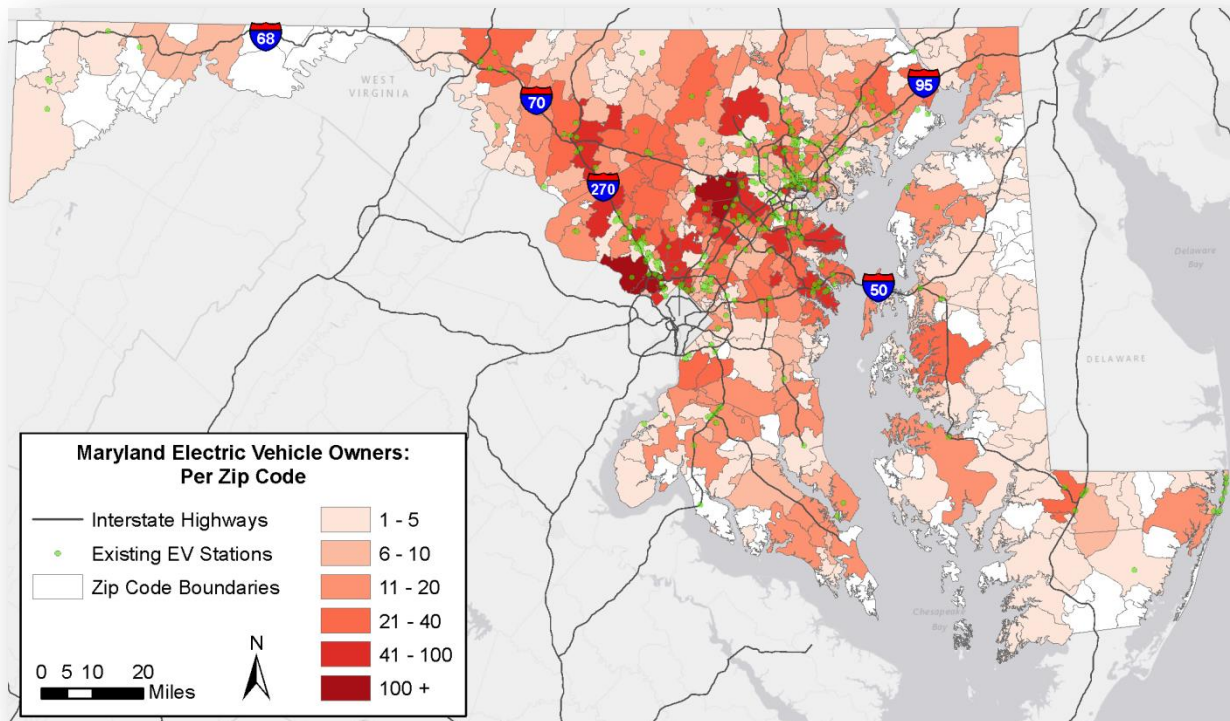 68
WEST
VIRGINIA
70
95
270
Delaware
Bay
50
DELAWARE
Chesapeake
Bay
Maryland Electric Vehicle Owners:
Per Zip Code
Interstate Highways
Existing EV Stations
Zip Code Boundaries
1 - 5
6 - 10
11 - 20
21 - 40
41 - 100
100 +
N
0 5 10 20
Miles